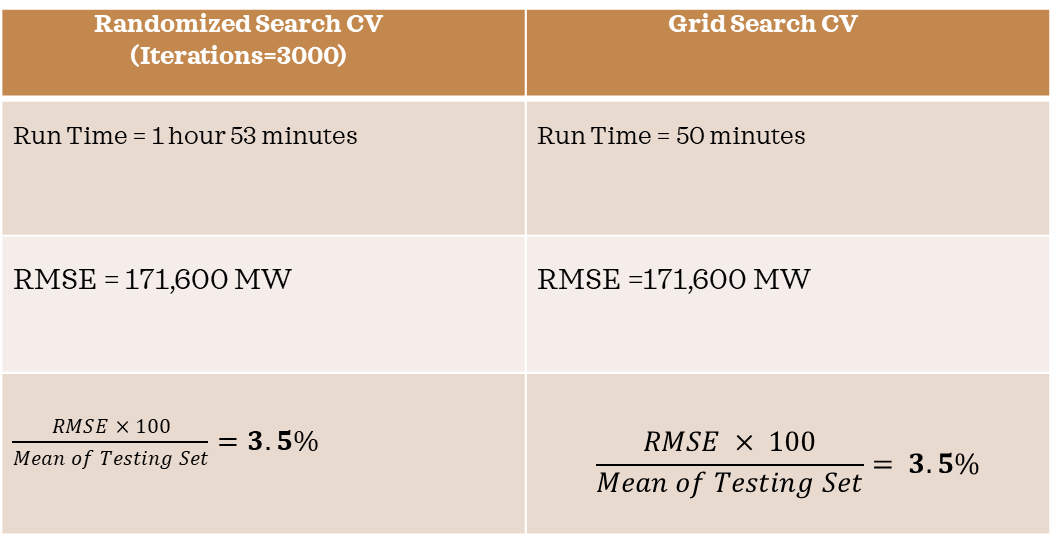 Randomized Search CV
(Iterations=3000)
Grid Search CV
Run Time = 1 hour 53 minutes
Run Time = 50 minutes
RMSE = 171,600 MW
RMSE =171,600 MW
RMSE × 100
Mean of Testing Set
= 3.5%
RMSE × 100
Mean of Testing Set
= 3.5%